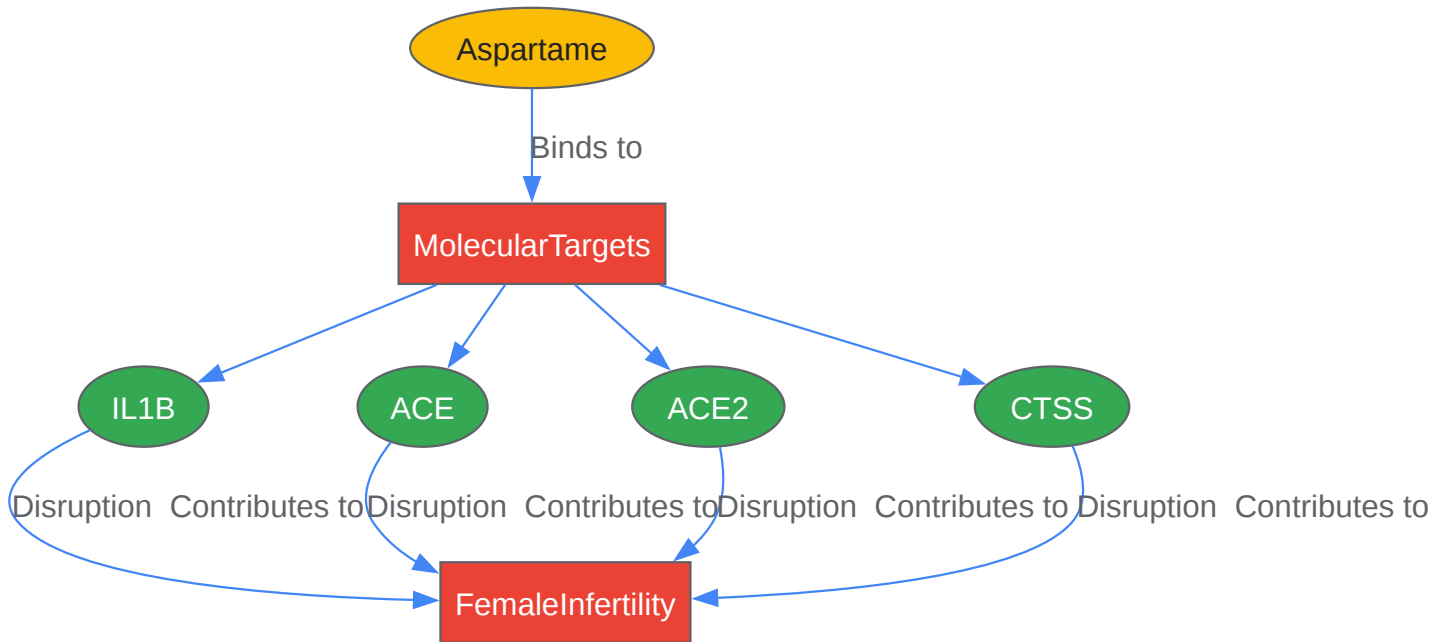 Aspartame
Binds to
MolecularTargets
IL1B
ACE
ACE2
CTSS
Disruption  Contributes to
Disruption  Contributes to
Disruption  Contributes to
Disruption  Contributes to
FemaleInfertility